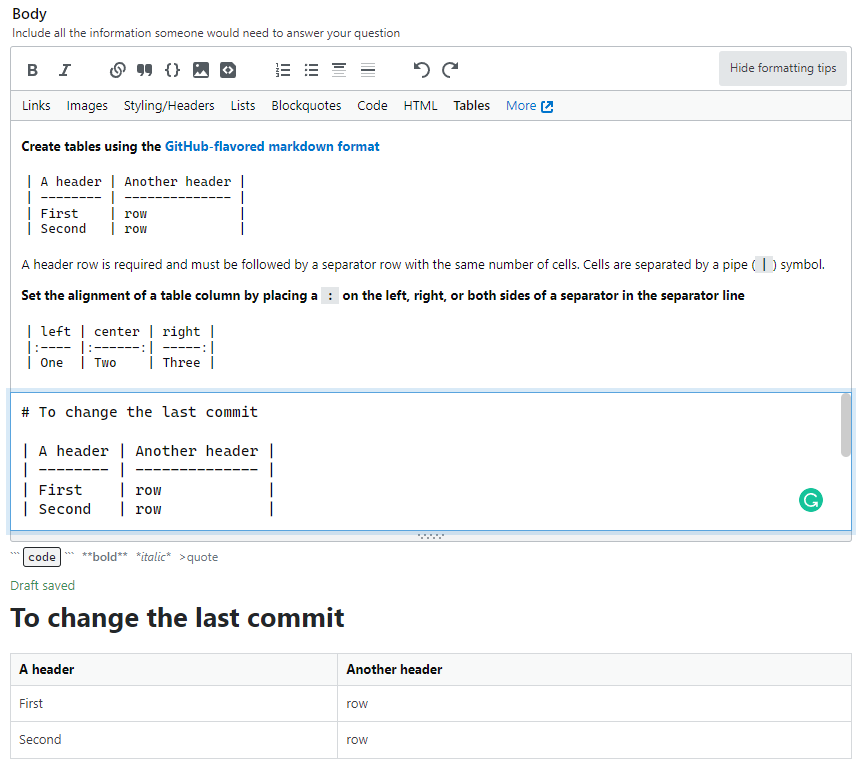 Body
Include all the information someone would need to answer your question
B I Hide formatting tips
Links Images Styling/Headers Lists Blockquotes Code HTML Tables More
Create tables using the GitHub-flavored markdown format
| A header | Another header |
| -------- | -------------- |
| First    | row            |
| Second   | row            |
A header row is required and must be followed by a separator row with the same number of cells. Cells are separated by a pipe ( | ) symbol.
Set the alignment of a table column by placing a : on the left, right, or both sides of a separator in the separator line
| left | center | right |
|:---- |:------:| -----:|
| One  | Two    | Three |
# To change the last commit
| A header | Another header |
| -------- | -------------- |
| First    | row            |
| Second   | row            |
``` code ``` **bold** *italic* >quote
Draft saved
To change the last commit
A header Another header
First row
Second row